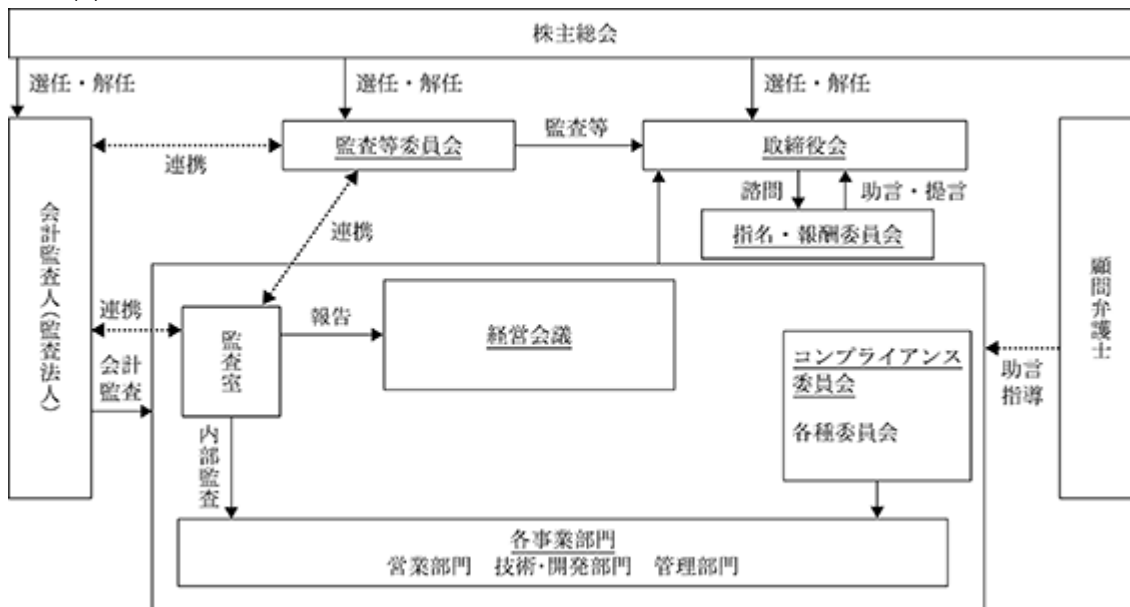 株主総会
選任・解任
選任・解任
選任・解任
会計監査人(監査法人)
連携
監査等委員会
監査等
取締役会
諮問
助言・提言
指名・報酬委員会
顧問弁護士
連携
連携
会計
監査
監査室
報告
経営会議
コンプライアンス
委員会
各種委員会
助言
指導
内部監査
各事業部門
営業部門 技術・開発部門 管理部門